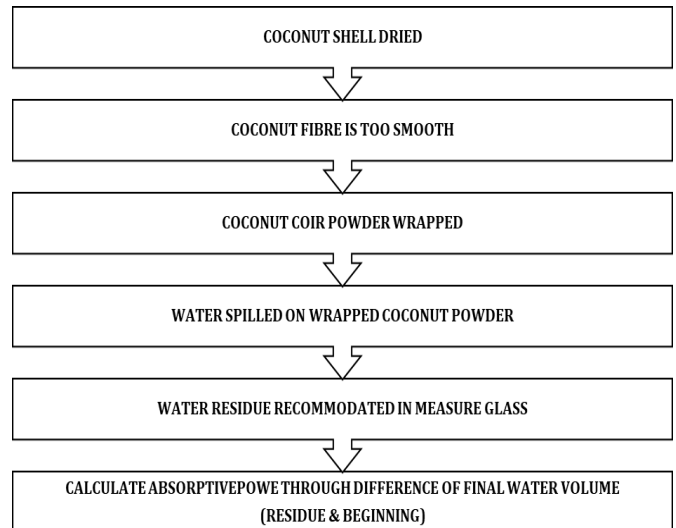 COCONUT SHELL DRIED
COCONUT FIBRE IS TOO SMOOTH
COCONUT COIR POWDER WRAPPED
WATER SPILLED ON WRAPPED COCONUT POWDER
WATER RESIDUE RECOMMODATED IN MEASURE GLASS
CALCULATE ABSORPTIVEPOWE THROUGH DIFFERENCE OF FINAL WATER VOLUME
(RESIDUE & BEGINNING)